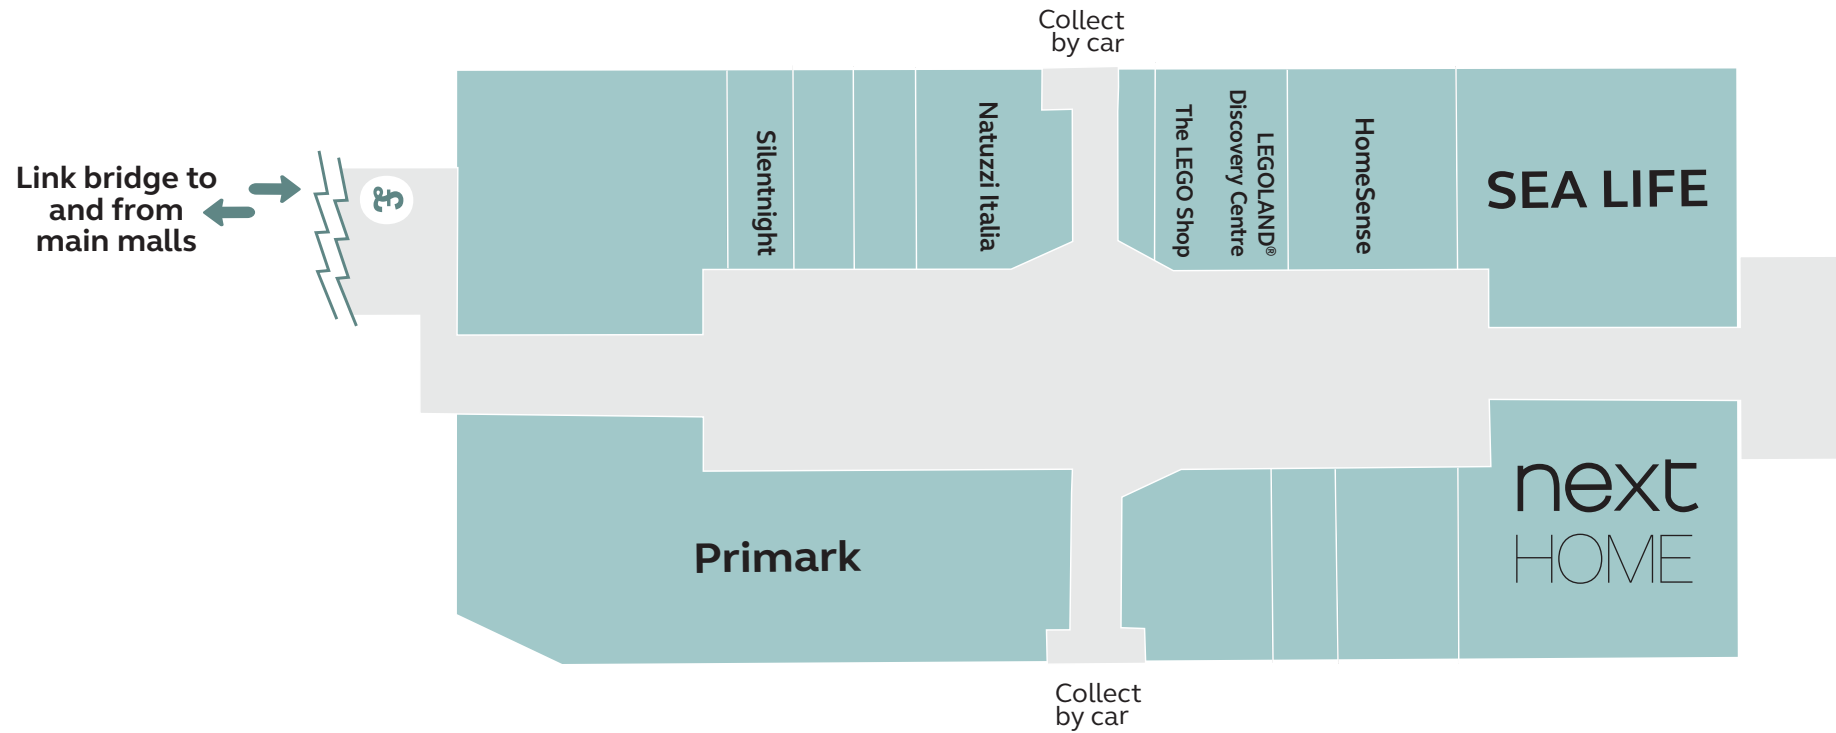 Collect
by car
Link bridge to
and from
main malls
£
Silentnight
Natuzzi Italia
The LEGO Shop
LEGOLAND®
Discovery Centre
HomeSense
SEA LIFE
Primark
next
HOME
Collect
by car